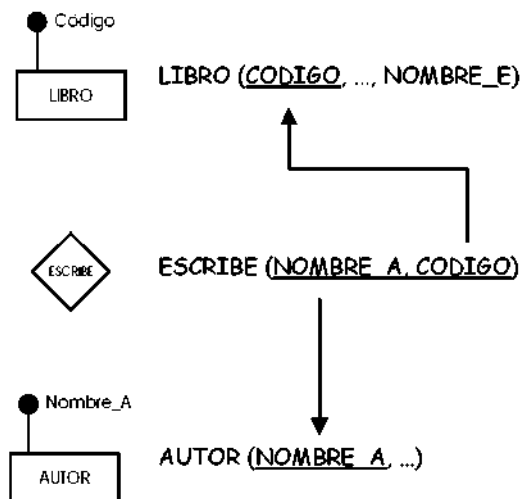 Código
LIBRO
LIBRO (CODIGO, ..., NOMBRE_E)
ESCRIBE
ESCRIBE (NOMBRE_A, CODIGO)
Nombre_A
AUTOR
AUTOR (NOMBRE_A, ...)